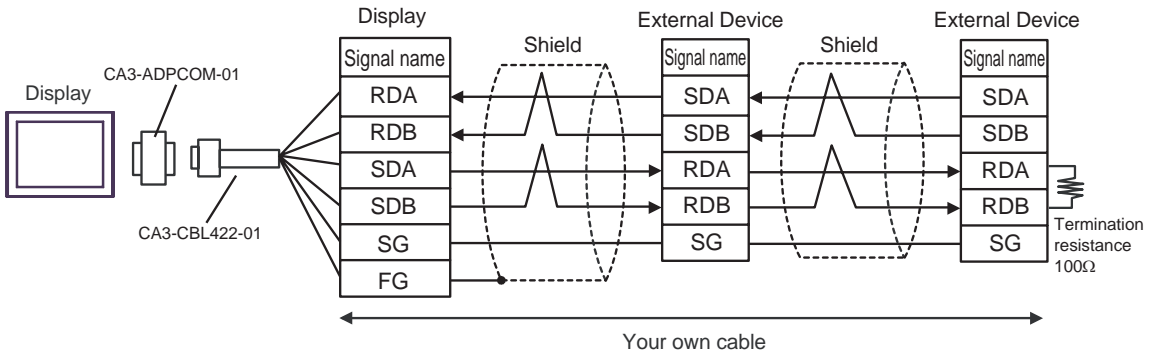 Display
CA3-ADPCOM-01
CA3-CBL422-01
Display
Signal name
RDA
RDB
SDA
SDB
SG
FG
Shield
External Device
Signal name
SDA
SDB
RDA
RDB
SG
Shield
External Device
Signal name
SDA
SDB
RDA
RDB
SG
Termination
resistance
100Ω
Your own cable